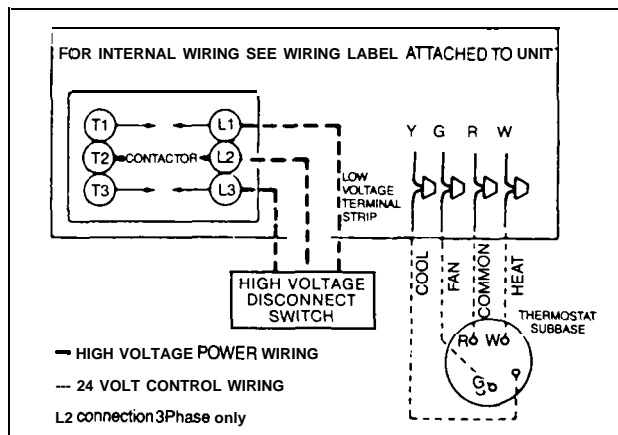 FOR INTERNAL WIRING SEE WIRING LABEL ATTACHED TO UNIT
T1 L1
T2 CONTACTOR L2
T3 L3
LOW
VOLTAGE
TERMINAL
STRIP
Y G R W
HIGH VOLTAGE
DISCONNECT
SWITCH
COOL
FAN
COMMON
HEAT
THERMOSTAT
SUBBASE
R W
G
HIGH VOLTAGE POWER WIRING
--- 24 VOLT CONTROL WIRING
L2 connection 3Phase only